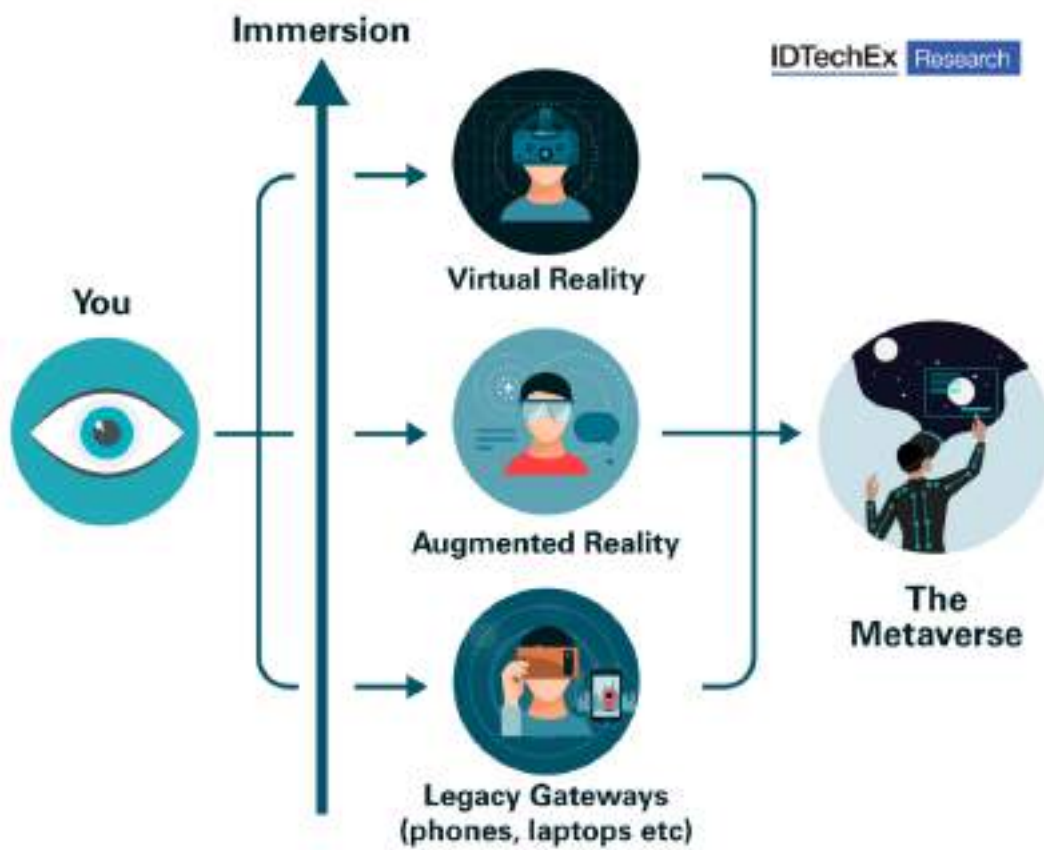 Immersion
IDTechEx Research
Virtual Reality
You
Augmented Reality
The
Metaverse
Legacy Gateways
(phones, laptops etc)